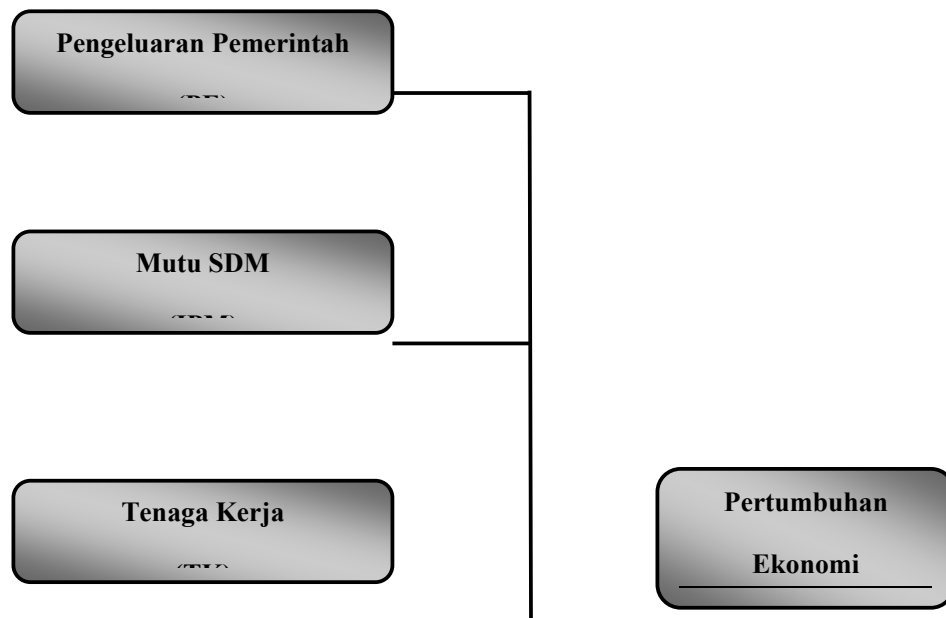 Pengeluaran Pemerintah
Mutu SDM
Tenaga Kerja
Pertumbuhan
Ekonomi